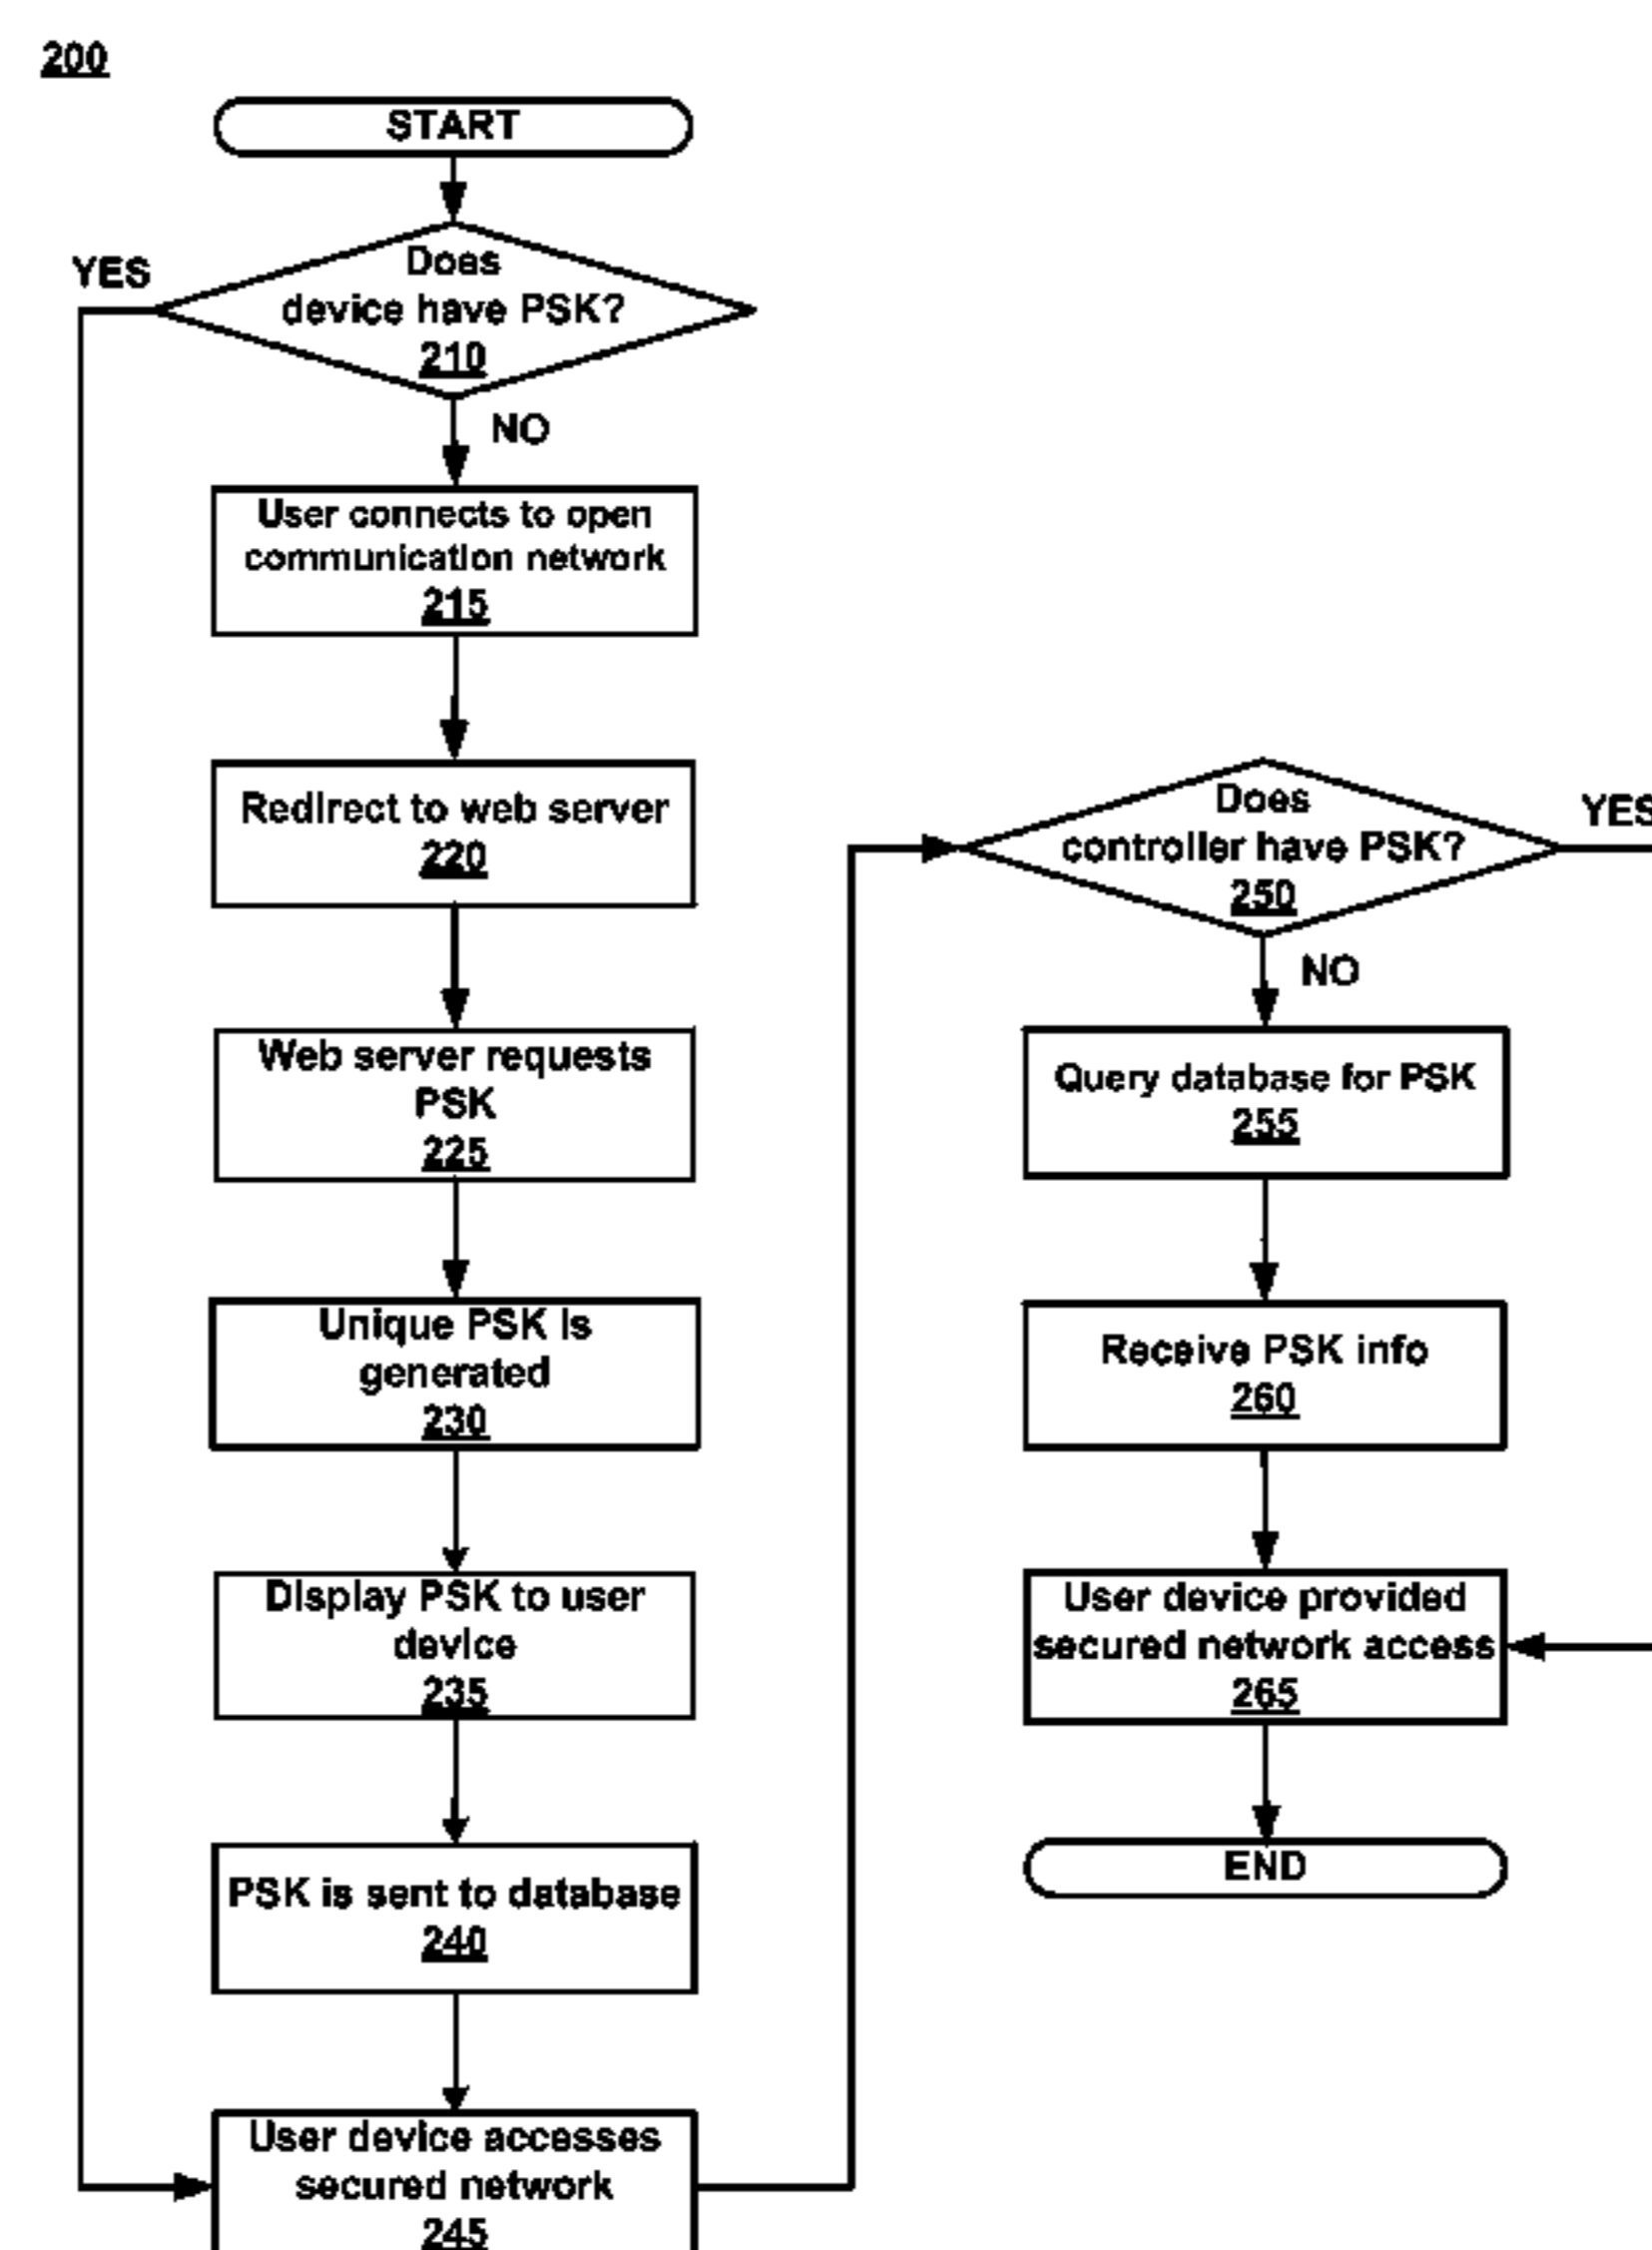 200
START
YES
Does
device have PSK?
210
NO
User connects to open
communication network
215
Redirect to web server
220
Web server requests
PSK
225
Unique PSK is
generated
230
Display PSK to user
device
235
PSK is sent to database
240
User device accesses
secured network
245
Does
controller have PSK?
250
YES
NO
Query database for PSK
255
Receive PSK info
260
User device provided
secured network access
265
END